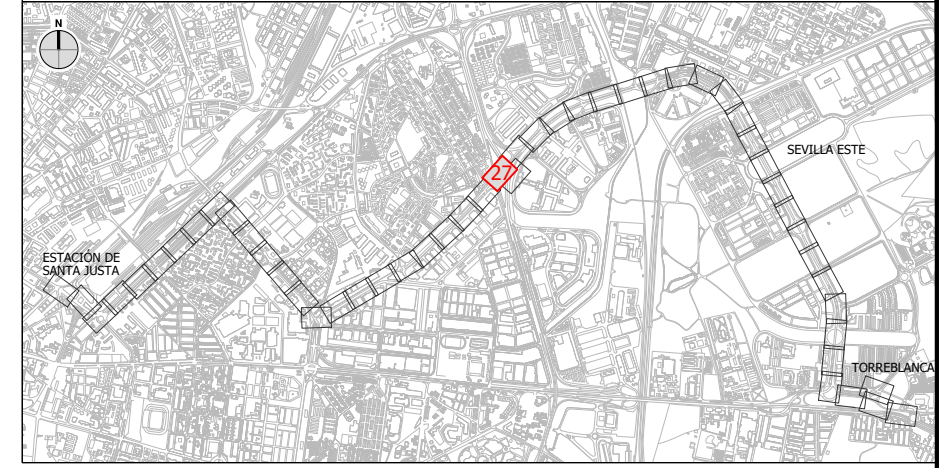 N
27
SEVILLA ESTE
ESTACIÓN DE
SANTA JUSTA
TORREBLANCA